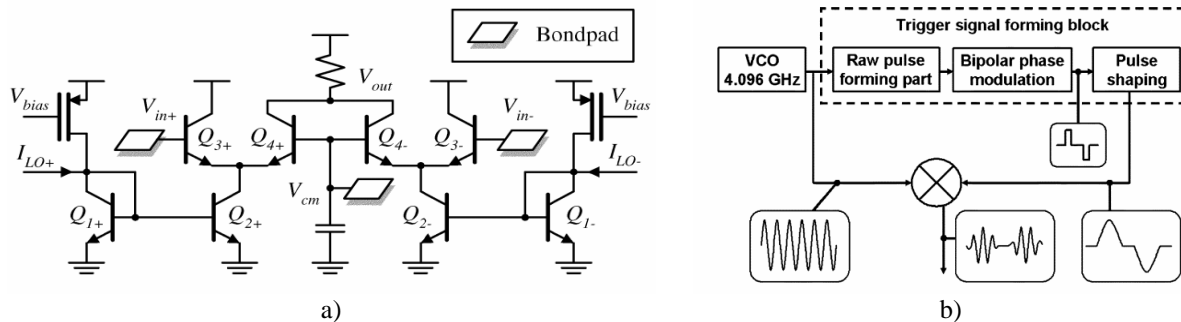 Bondpad
V_out
V_bias
V_bias
V_in+
V_in-
Q_3+
Q_4+
Q_4-
Q_3-
I_LO+
I_LO-
V_cm
Q_1+
Q_2+
Q_2-
Q_1-
a)
Trigger signal forming block
VCO
4.096 GHz
Raw pulse
forming part
Bipolar phase
modulation
Pulse
shaping
b)